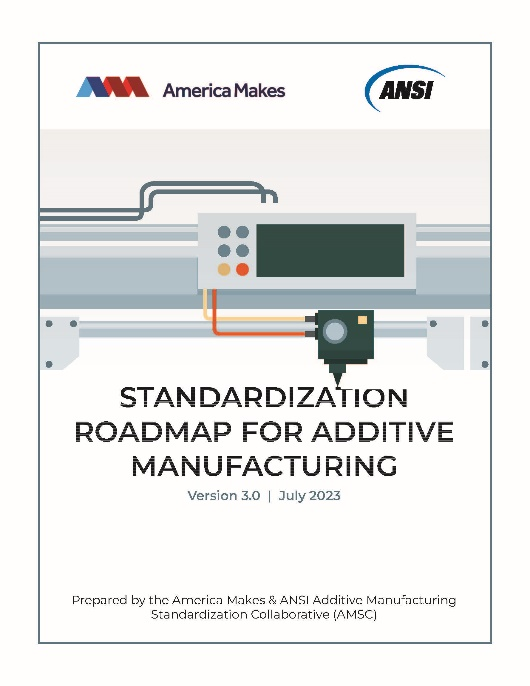 America Makes
ANSI
STANDARDIZATION
ROADMAP FOR ADDITIVE
MANUFACTURING
Version 3.0 | July 2023
Prepared by the America Makes & ANSI Additive Manufacturing
Standardization Collaborative (AMSC)